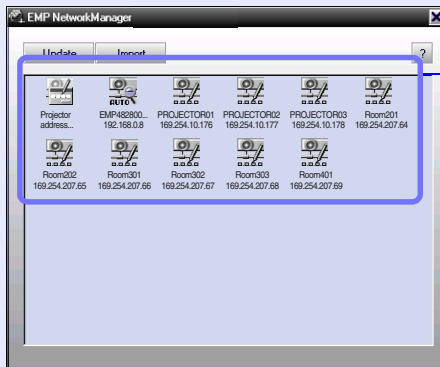 EMP NetworkManager
Update Import ?
Projector address... EMP482800... 192.168.0.8 PROJECTOR01 169.254.10.176 PROJECTOR02 169.254.10.177 PROJECTOR03 169.254.10.178 Room201 169.254.207.64
AUTO
Room202 169.254.207.65 Room301 169.254.207.66 Room302 169.254.207.67 Room303 169.254.207.68 Room401 169.254.207.69